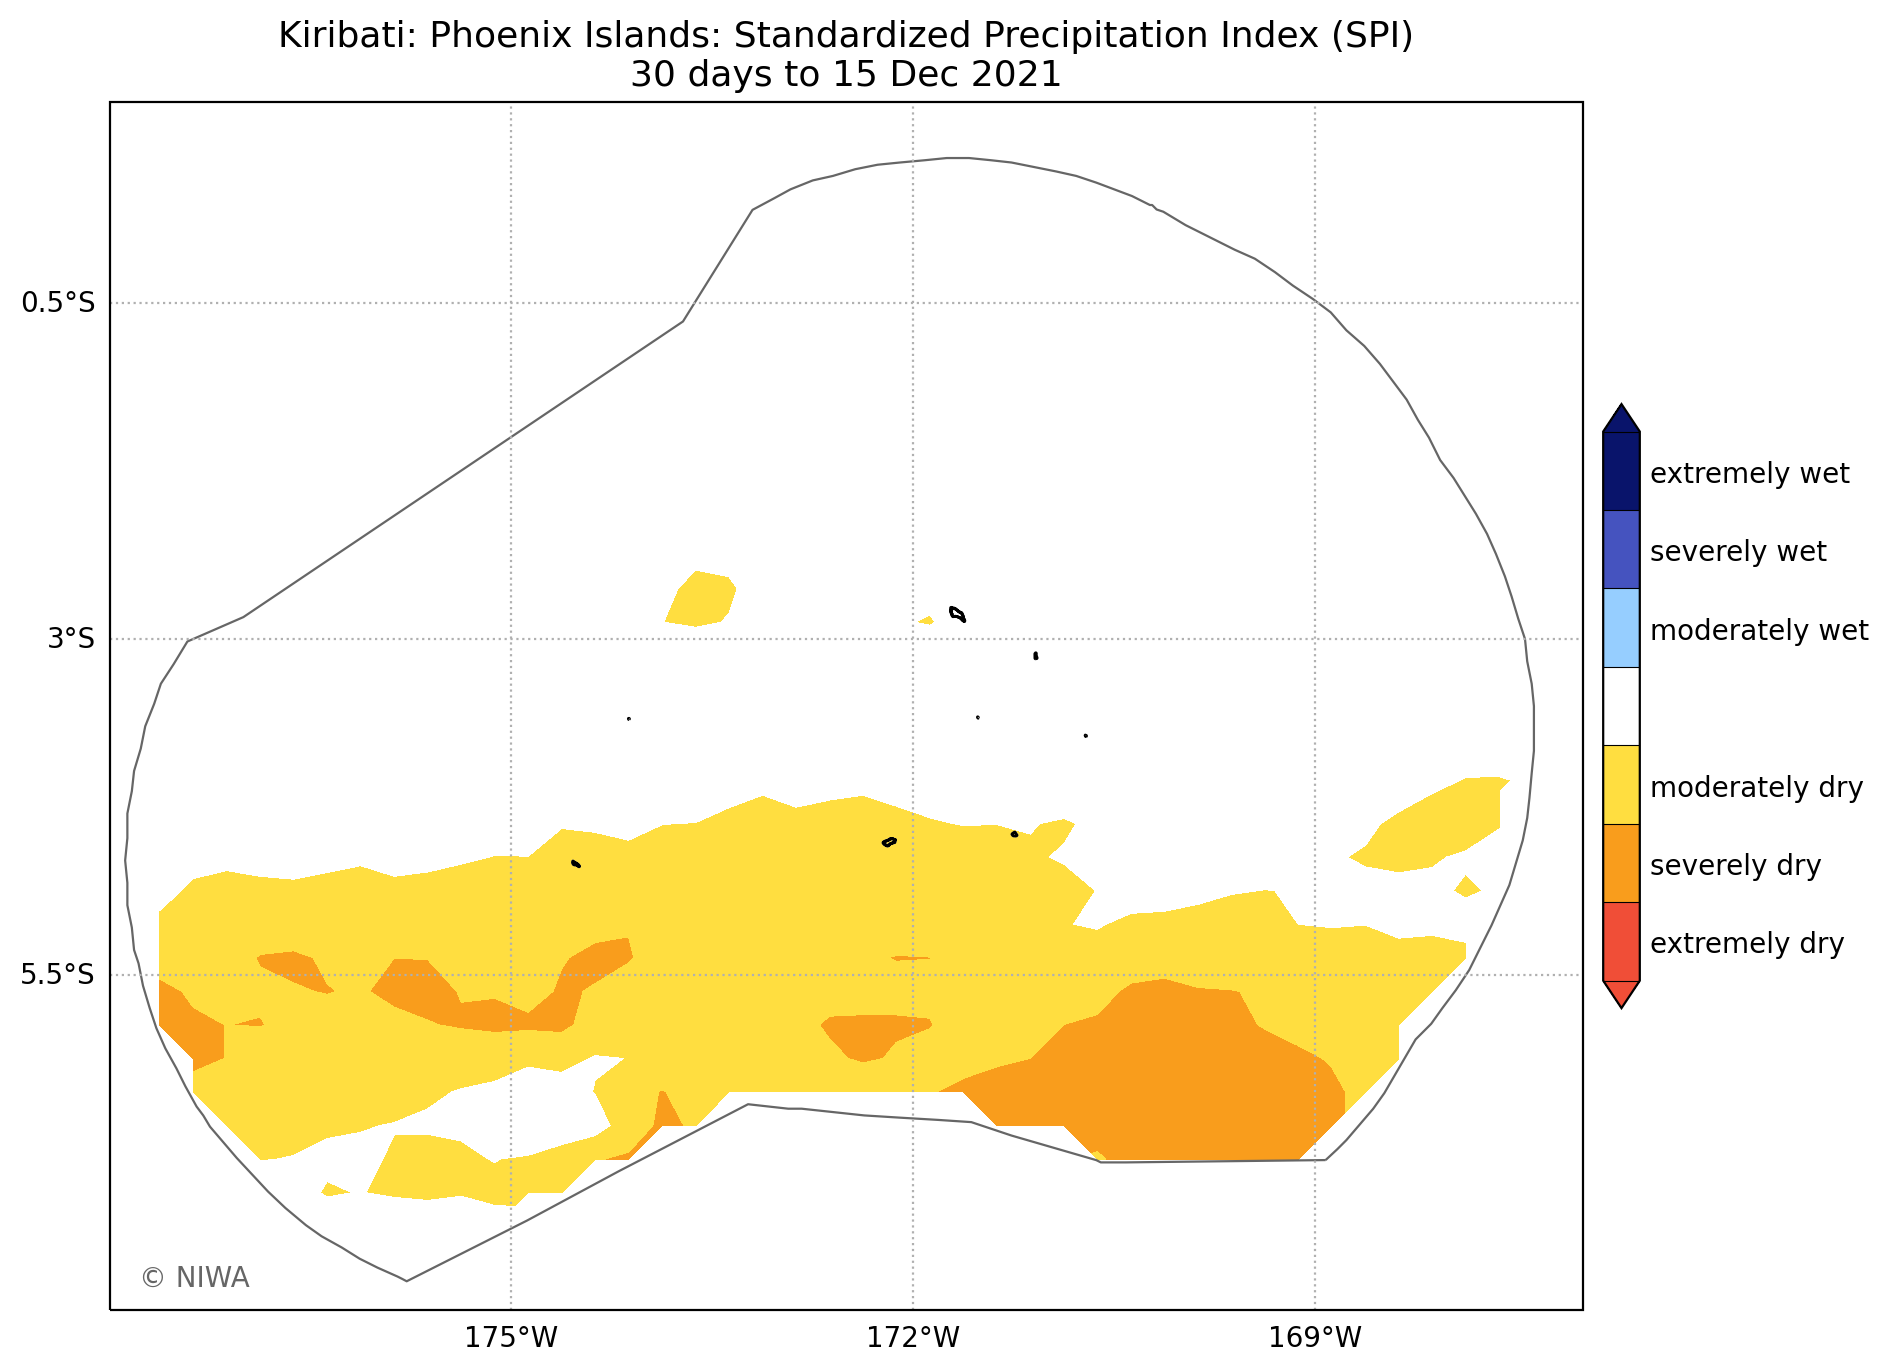 Kiribati: Phoenix Islands: Standardized Precipitation Index (SPI)
30 days to 15 Dec 2021
0.5°S
3°S
5.5°S
175°W
172°W
169°W
extremely wet
severely wet
moderately wet
moderately dry
severely dry
extremely dry
© NIWA